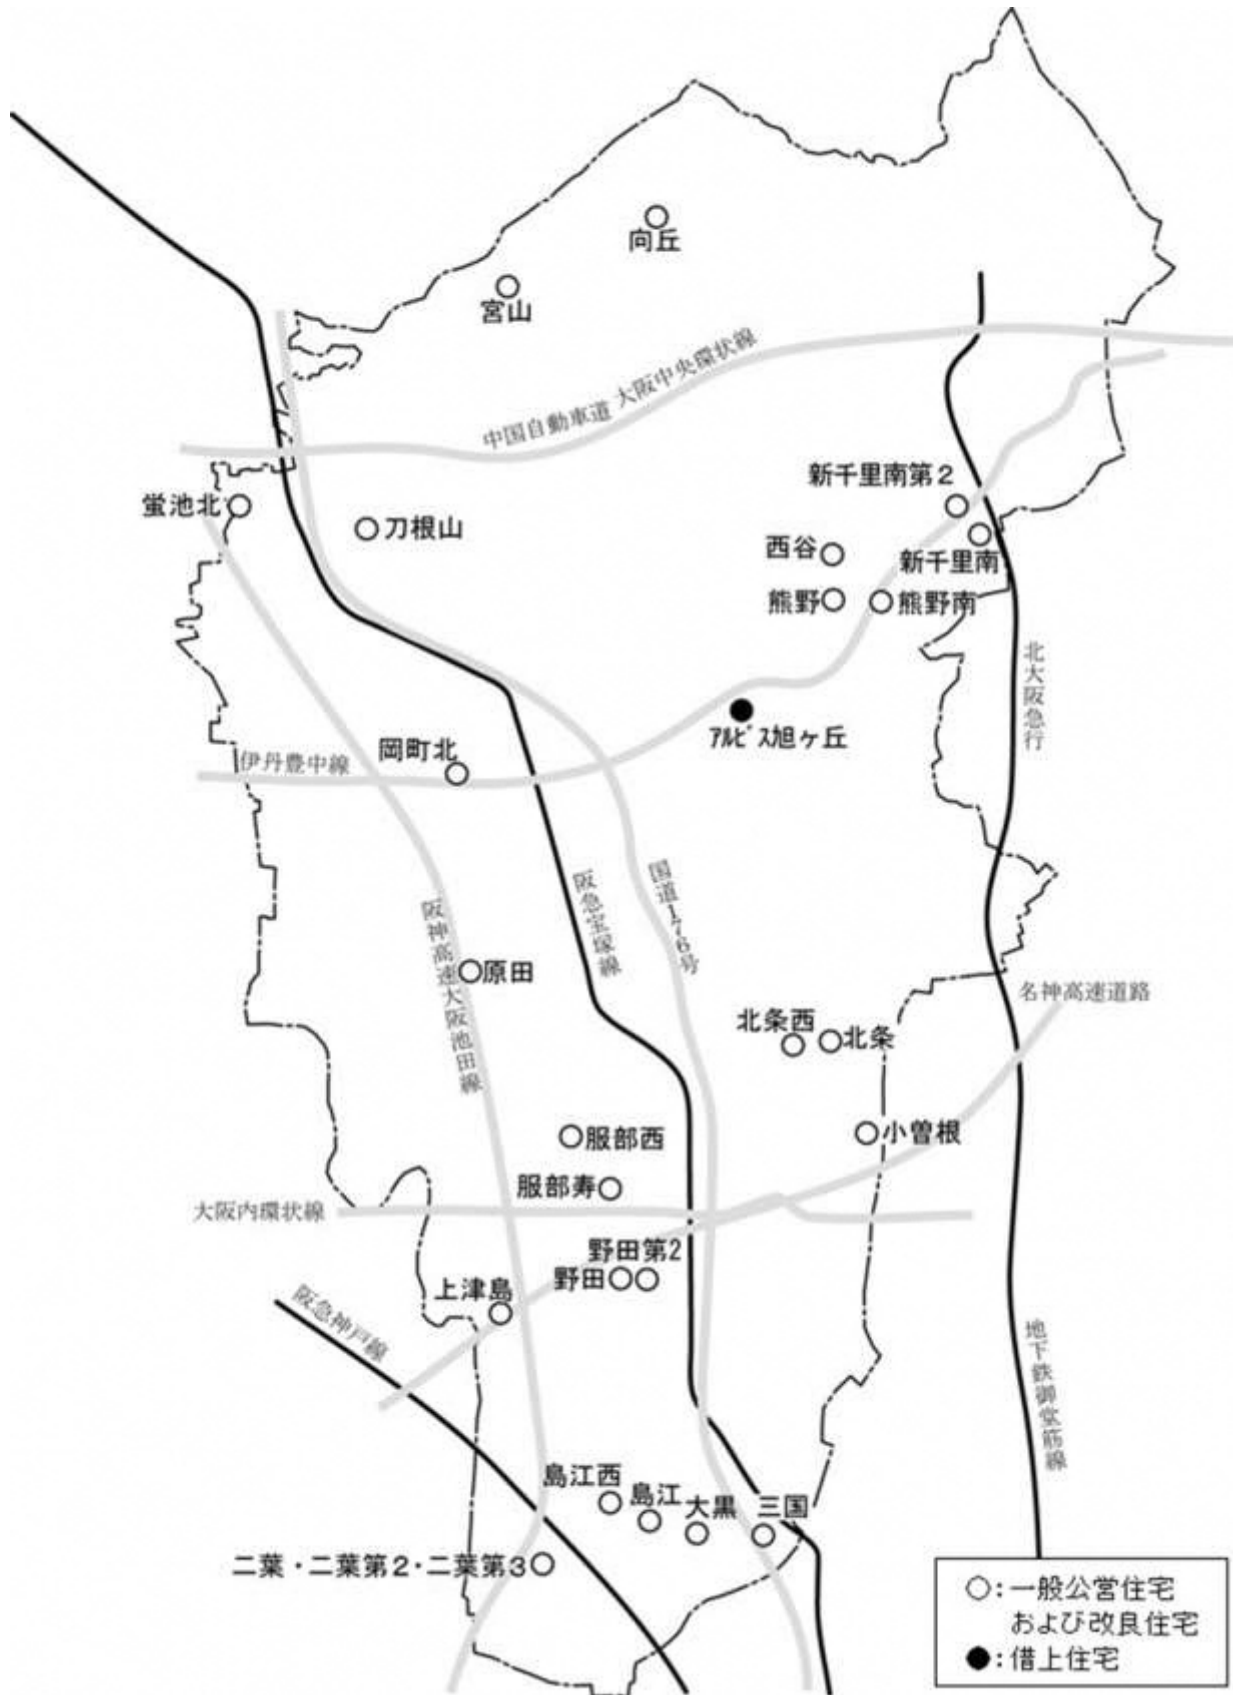 向丘
宮山
中国自動車道 大阪中央環状線
新千里南第2
蛍池北
刀根山
西谷
新千里南
熊野
熊野南
北大阪急行
ｱﾙﾋﾞｽ旭ヶ丘
岡町北
伊丹豊中線
阪急宝塚線
国道176号
阪神高速大阪池田線
原田
名神高速道路
北条西
北条
服部西
小曽根
服部寿
大阪内環状線
野田第2
野田
上津島
阪急神戸線
地下鉄御堂筋線
島江西
島江
大黒
三国
二葉・二葉第2・二葉第3
○：一般公営住宅
および改良住宅
●：借上住宅